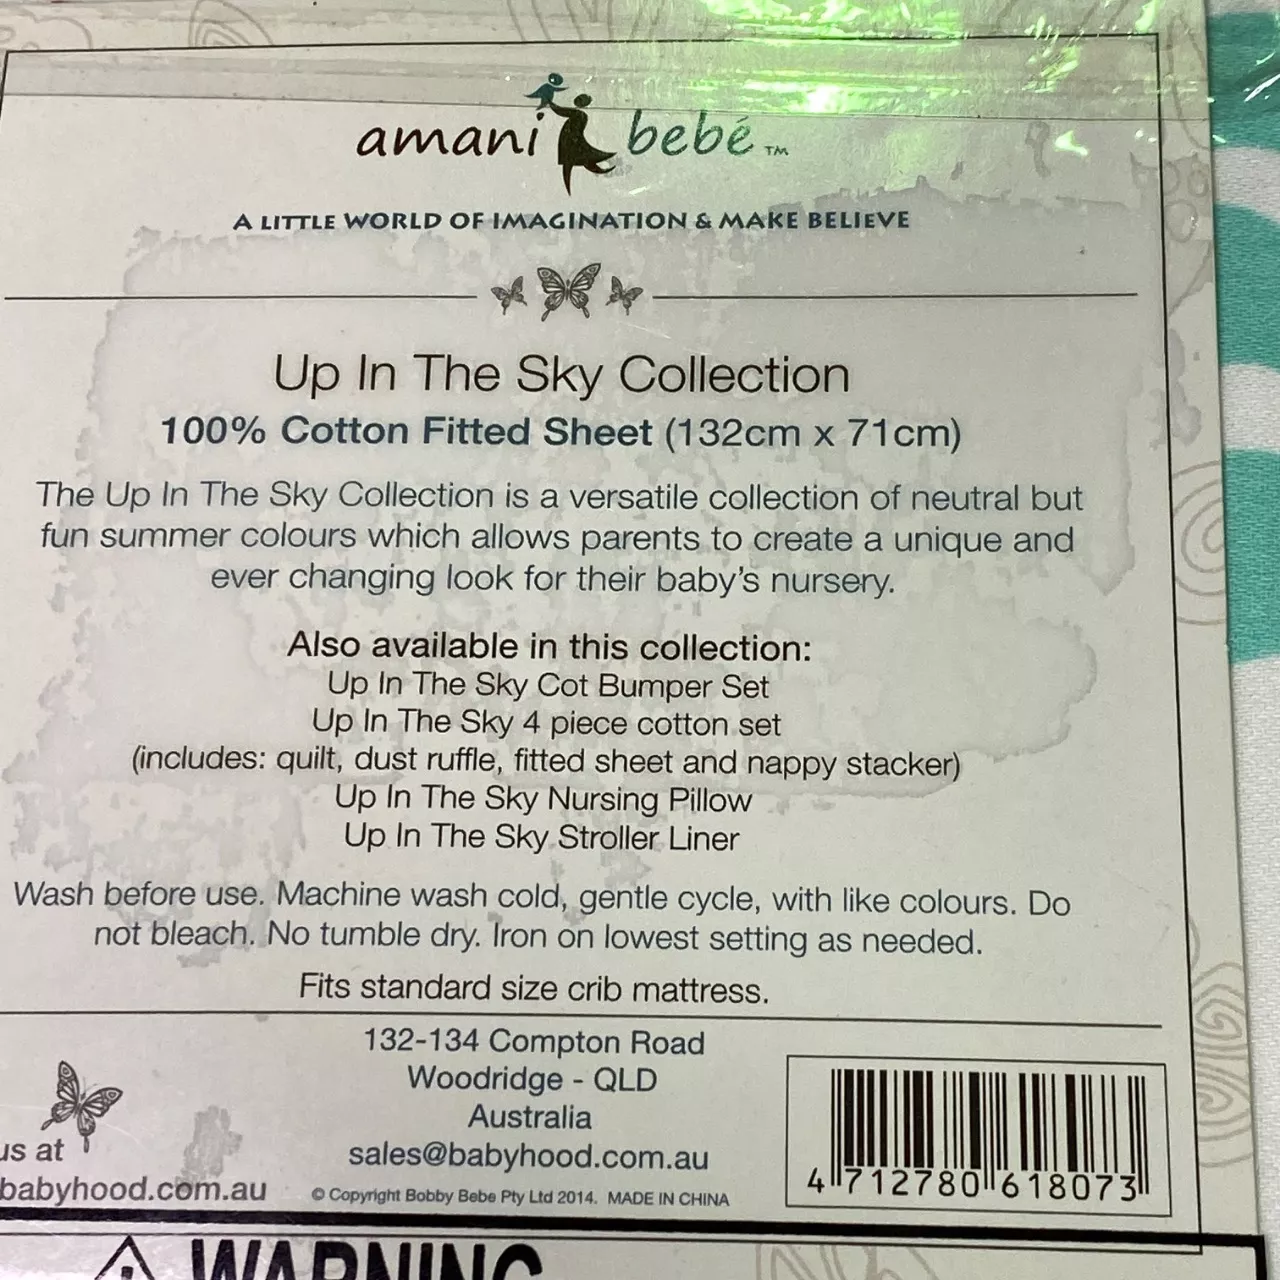 amani bebé ™
A LITTLE WORLD OF IMAGINATION & MAKE BELIEVE
Up In The Sky Collection
100% Cotton Fitted Sheet (132cm x 71cm)
The Up In The Sky Collection is a versatile collection of neutral but
fun summer colours which allows parents to create a unique and
ever changing look for their baby's nursery.
Also available in this collection:
Up In The Sky Cot Bumper Set
Up In The Sky 4 piece cotton set
(includes: quilt, dust ruffle, fitted sheet and nappy stacker)
Up In The Sky Nursing Pillow
Up In The Sky Stroller Liner
Wash before use. Machine wash cold, gentle cycle, with like colours. Do
not bleach. No tumble dry. Iron on lowest setting as needed.
Fits standard size crib mattress.
132-134 Compton Road
Woodridge - QLD
Australia
sales@babyhood.com.au
© Copyright Bobby Bebe Pty Ltd 2014. MADE IN CHINA
us at
babyhood.com.au
4 712780 618073
WARNING